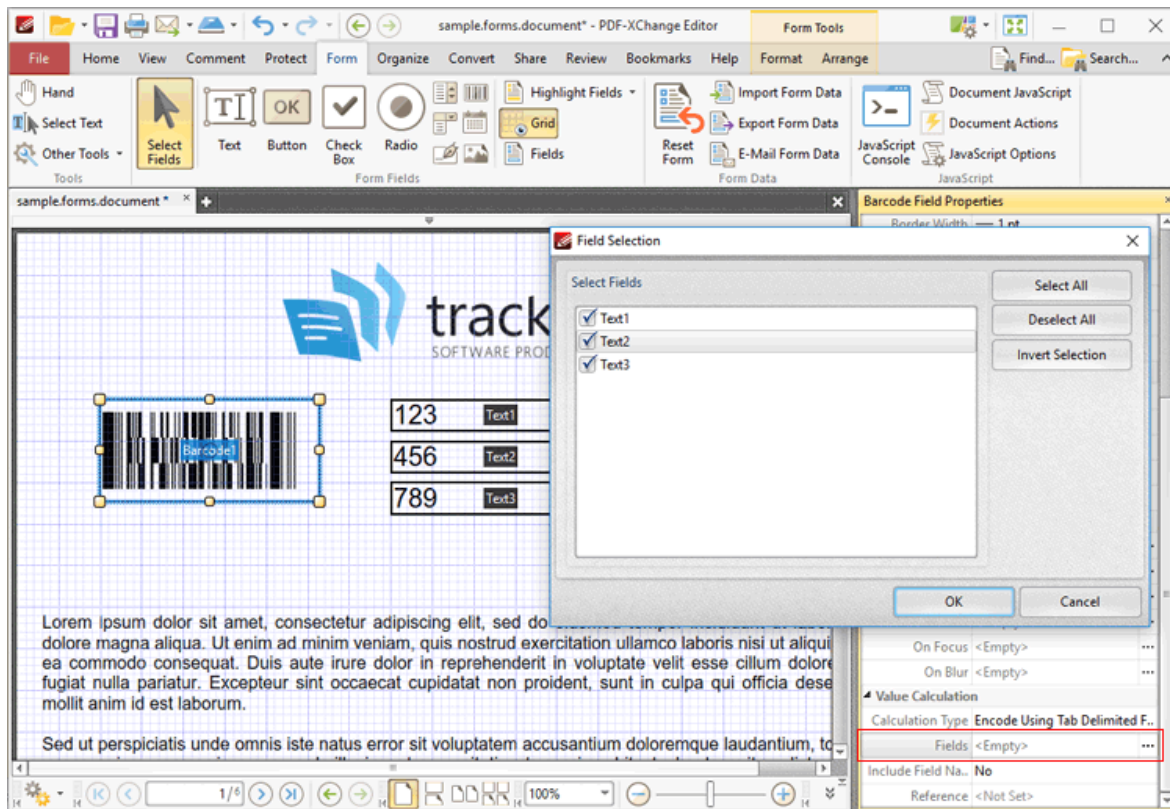 sample.forms.document* - PDF-XChange Editor
Form Tools
File Home View Comment Protect Form Organize Convert Share Review Bookmarks Help Format Arrange Find... Search...
Hand
Select Text
Other Tools
Tools
Select Fields
Text
Button
OK
Check Box
Radio
Form Fields
Highlight Fields
Grid
Fields
Reset Form
Import Form Data
Export Form Data
E-Mail Form Data
Form Data
JavaScript Console
Document JavaScript
Document Actions
JavaScript Options
JavaScript
sample.forms.document *
Barcode Field Properties
Border Width 1 pt
Field Selection
Select Fields
Text1
Text2
Text3
Select All
Deselect All
Invert Selection
OK
Cancel
track
SOFTWARE PROD
Barcode1
123 Text1
456 Text2
789 Text3
Lorem ipsum dolor sit amet, consectetur adipiscing elit, sed do
dolore magna aliqua. Ut enim ad minim veniam, quis nostrud exercitation ullamco laboris nisi ut aliqui
ea commodo consequat. Duis aute irure dolor in reprehenderit in voluptate velit esse cillum dolore
fugiat nulla pariatur. Excepteur sint occaecat cupidatat non proident, sunt in culpa qui officia dese
mollit anim id est laborum.
Sed ut perspiciatis unde omnis iste natus error sit voluptatem accusantium doloremque laudantium, to
On Focus <Empty>
On Blur <Empty>
Value Calculation
Calculation Type Encode Using Tab Delimited F..
Fields <Empty>
Include Field Na.. No
Reference <Not Set>
1/6
100%